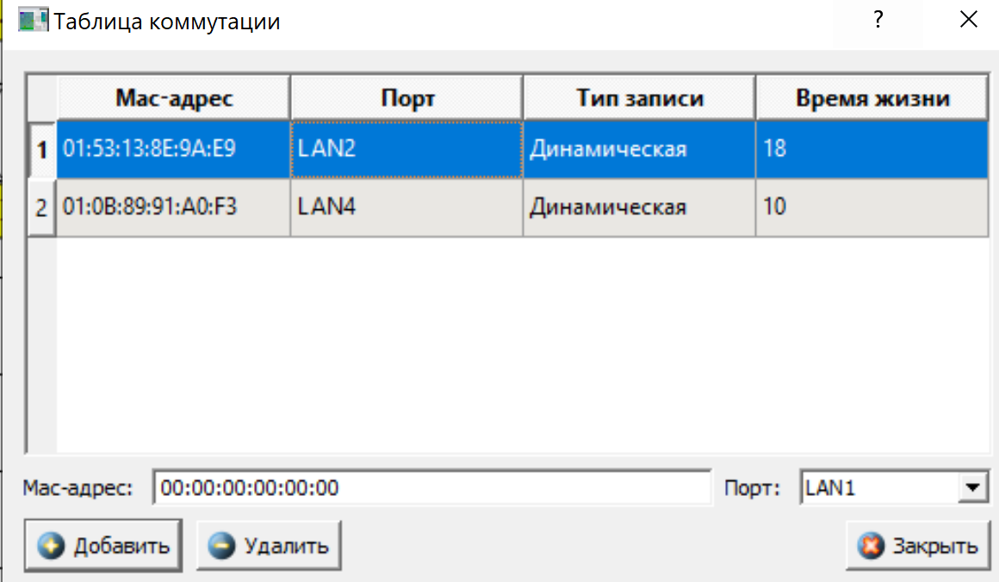 Таблица коммутации ?
Mac-адрес Порт Тип записи Время жизни
1 01:53:13:8E:9A:E9 LAN2 Динамическая 18
2 01:0B:89:91:A0:F3 LAN4 Динамическая 10
Mac-адрес: 00:00:00:00:00:00 Порт: LAN1
Добавить Удалить Закрыть